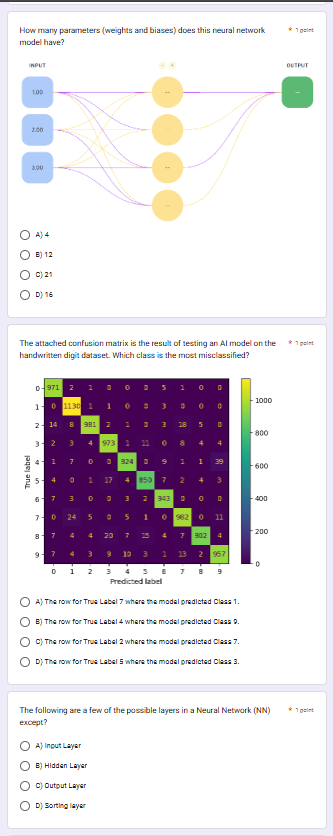 How many parameters (weights and biases) does this neural network
* 1 point
model have?
INPUT
+ +
OUTPUT
1.00
2.00
3.00
A) 4
B) 12
C) 21
D) 16
The attached confusion matrix is the result of testing an AI model on the
* 1 point
handwritten digit dataset. Which class is the most misclassified?
0 971 2 1 0 0 0 5 1 0 0
1 0 1130 1 1 0 0 3 0 0 0
2 14 8 981 2 1 0 3 18 5 0
3 2 3 4 973 1 11 0 8 4 4
4 1 7 0 0 924 0 9 1 1 39
5 4 0 1 17 4 850 7 2 4 3
6 7 3 0 0 3 2 943 0 0 0
7 0 24 5 0 5 1 0 982 0 11
8 7 4 4 20 7 15 4 7 902 4
9 7 4 3 9 10 3 1 13 2 957
0 1 2 3 4 5 6 7 8 9
Predicted label
True label
1000
800
600
400
200
0
A) The row for True Label 7 where the model predicted Class 1.
B) The row for True Label 4 where the model predicted Class 9.
C) The row for True Label 2 where the model predicted Class 7.
D) The row for True Label 5 where the model predicted Class 3.
The following are a few of the possible layers in a Neural Network (NN)
* 1 point
except?
A) Input Layer
B) Hidden Layer
C) Output Layer
D) Sorting layer